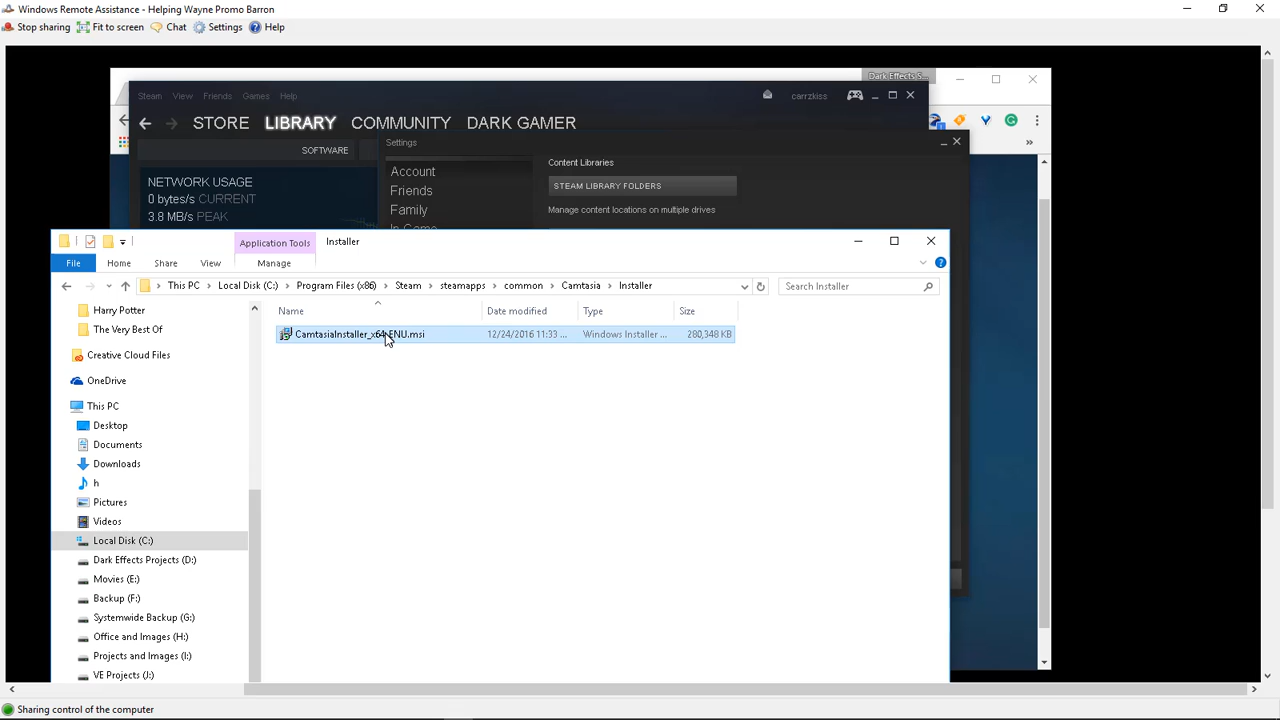 Windows Remote Assistance - Helping Wayne Promo Barron
Stop sharing Fit to screen Chat Settings Help
Dark Effects S...
Steam View Friends Games Help carrzkiss
STORE LIBRARY COMMUNITY DARK GAMER
SOFTWARE Settings
NETWORK USAGE
0 bytes/s CURRENT
3.8 MB/s PEAK
Account
Friends
Family
In-Game
Content Libraries
STEAM LIBRARY FOLDERS
Manage content locations on multiple drives
Application Tools Installer
File Home Share View Manage
This PC Local Disk (C:) Program Files (x86) Steam steamapps common Camtasia Installer Search Installer
Name Date modified Type Size
CamtasiaInstaller_x64_ENU.msi 12/24/2016 11:33 ... Windows Installer ... 280,348 KB
Harry Potter
The Very Best Of
Creative Cloud Files
OneDrive
This PC
Desktop
Documents
Downloads
h
Pictures
Videos
Local Disk (C:)
Dark Effects Projects (D:)
Movies (E:)
Backup (F:)
Systemwide Backup (G:)
Office and Images (H:)
Projects and Images (I:)
VE Projects (J:)
Sharing control of the computer